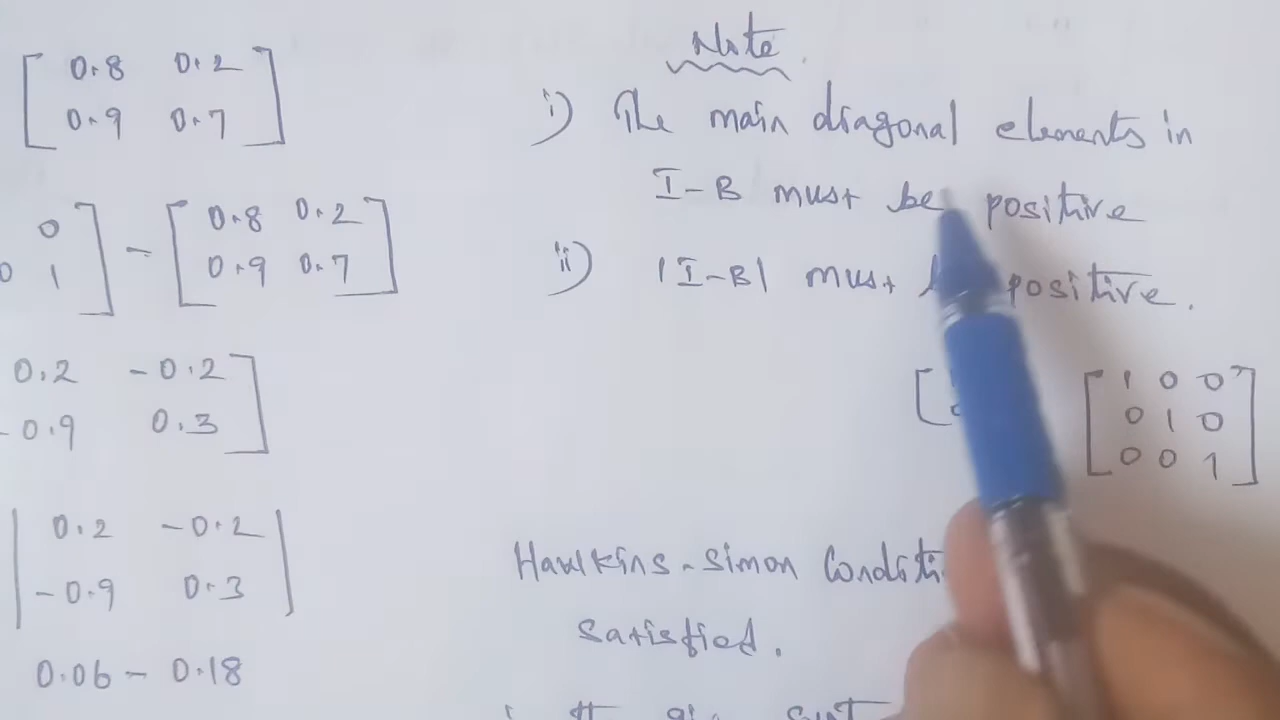 0.8 0.2
0.9 0.7
0
0 1
-
0.8 0.2
0.9 0.7
0.2 -0.2
-0.9 0.3
0.2 -0.2
-0.9 0.3
0.06 - 0.18
Note
i) The main diagonal elements in
I-B must be positive
ii) |I-B| must positive.
1 0 0
0 1 0
0 0 1
Hawkins-Simon
satisfied.